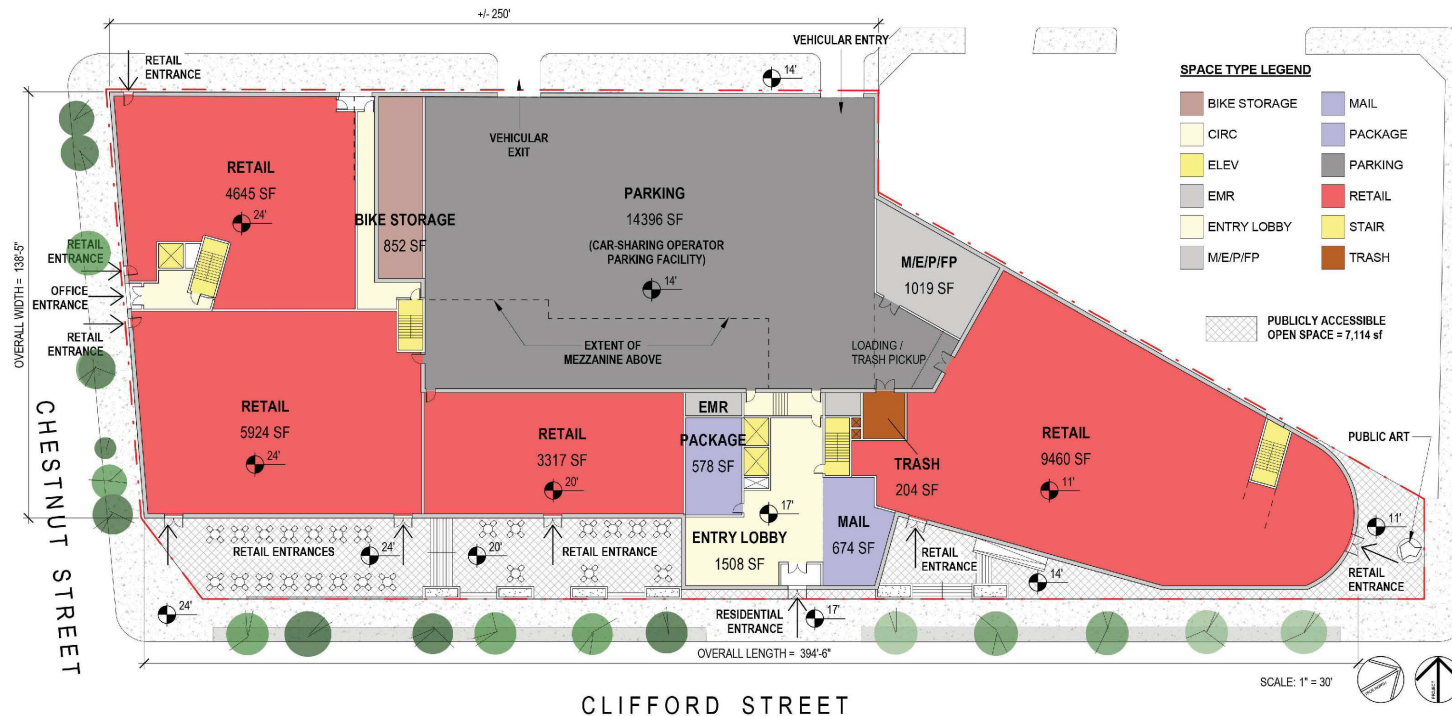 +/- 250'
VEHICULAR ENTRY
RETAIL
ENTRANCE
14'
SPACE TYPE LEGEND
BIKE STORAGE
MAIL
CIRC
PACKAGE
ELEV
PARKING
EMR
RETAIL
ENTRY LOBBY
STAIR
M/E/P/FP
TRASH
PUBLICLY ACCESSIBLE
OPEN SPACE = 7,114 sf
VEHICULAR
EXIT
RETAIL
4645 SF
24'
BIKE STORAGE
852 SF
PARKING
14396 SF
(CAR-SHARING OPERATOR
PARKING FACILITY)
14'
M/E/P/FP
1019 SF
OVERALL WIDTH = 138'-5"
RETAIL
ENTRANCE
OFFICE
ENTRANCE
RETAIL
ENTRANCE
EXTENT OF
MEZZANINE ABOVE
LOADING /
TRASH PICKUP
RETAIL
5924 SF
24'
RETAIL
3317 SF
20'
EMR
PACKAGE
578 SF
TRASH
204 SF
RETAIL
9460 SF
11'
PUBLIC ART
17'
ENTRY LOBBY
1508 SF
MAIL
674 SF
11'
RETAIL ENTRANCES
24'
20'
RETAIL ENTRANCE
RETAIL
ENTRANCE
14'
RETAIL
ENTRANCE
24'
RESIDENTIAL
ENTRANCE
17'
OVERALL LENGTH = 394'-6"
CHESTNUT STREET
CLIFFORD STREET
SCALE: 1" = 30'
TRUE NORTH
PROJECT